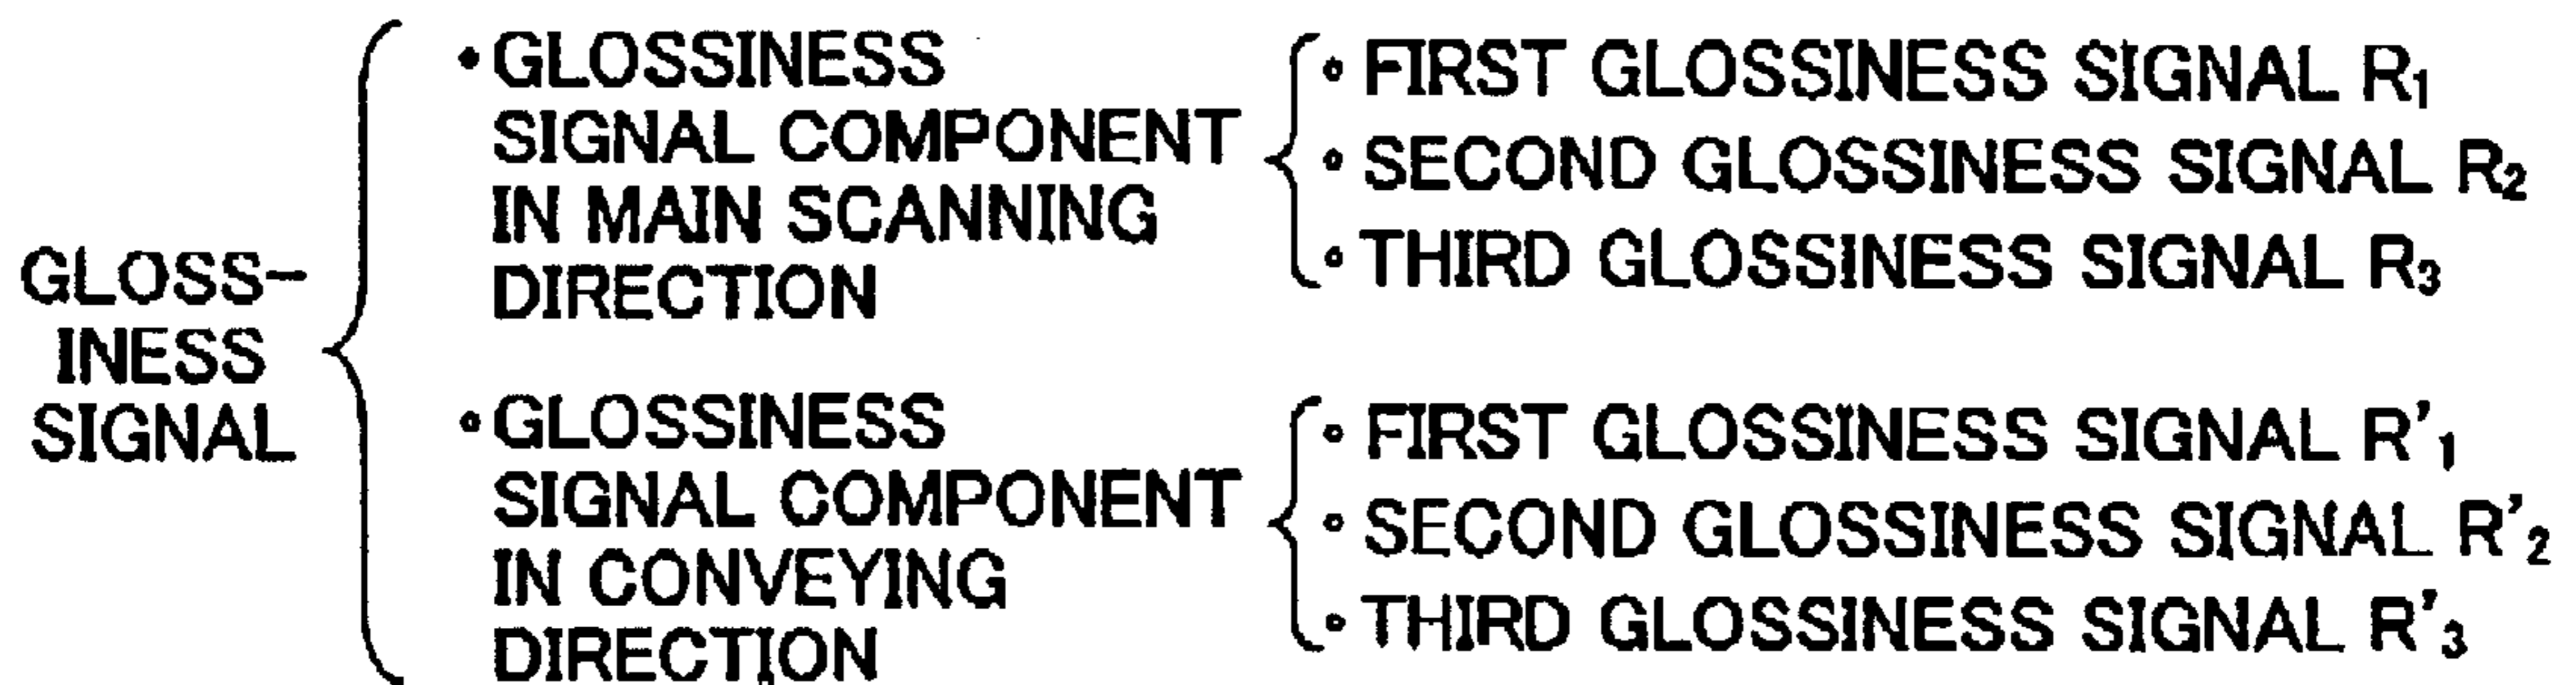 GLOSS-
INESS
SIGNAL
• GLOSSINESS
SIGNAL COMPONENT
IN MAIN SCANNING
DIRECTION
• FIRST GLOSSINESS SIGNAL R₁
• SECOND GLOSSINESS SIGNAL R₂
• THIRD GLOSSINESS SIGNAL R₃
• GLOSSINESS
SIGNAL COMPONENT
IN CONVEYING
DIRECTION
• FIRST GLOSSINESS SIGNAL R'₁
• SECOND GLOSSINESS SIGNAL R'₂
• THIRD GLOSSINESS SIGNAL R'₃